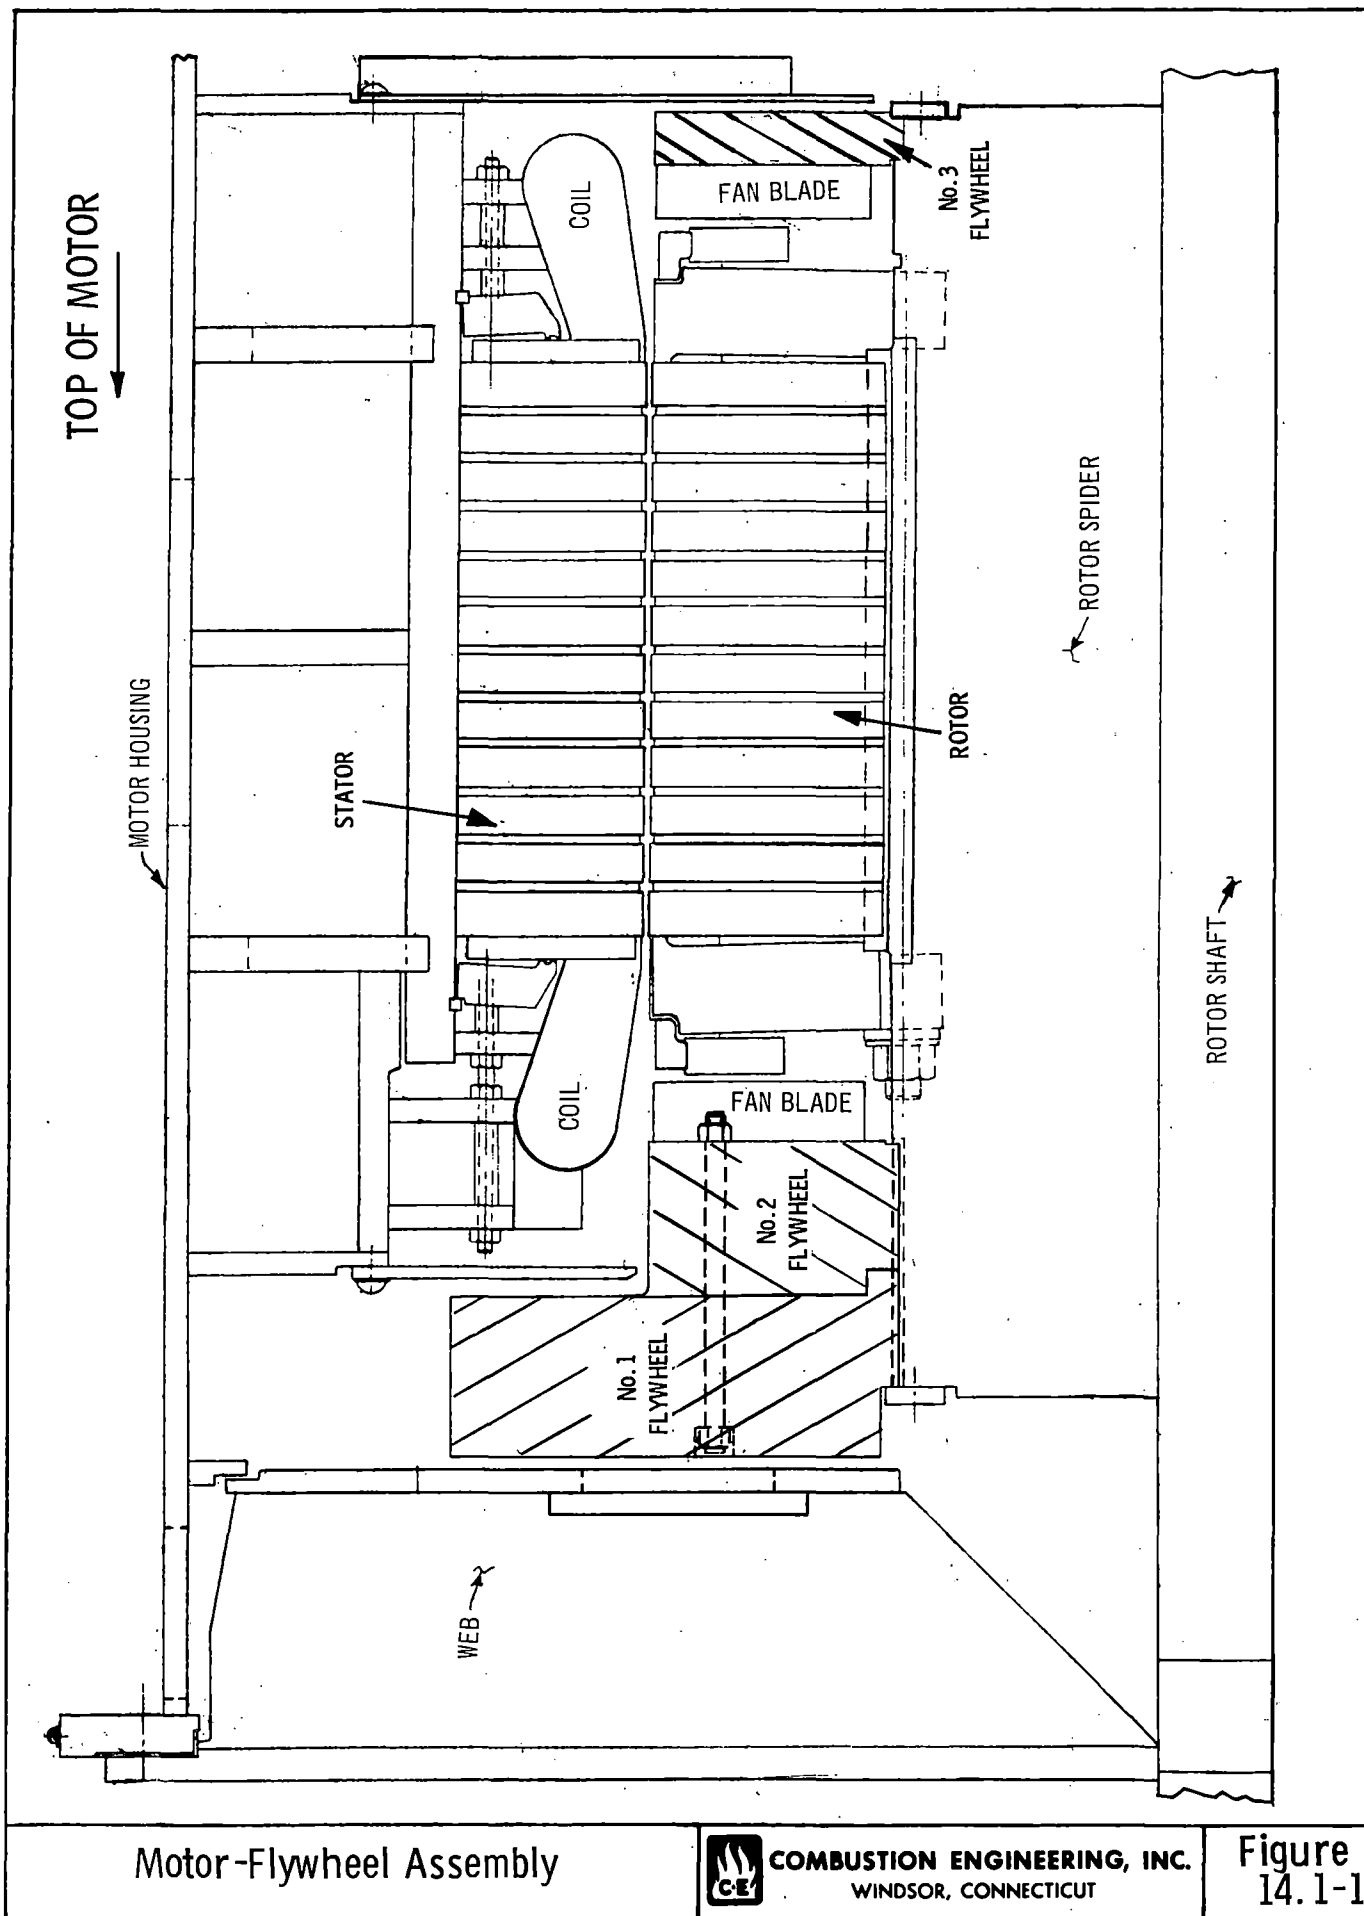 TOP OF MOTOR
MOTOR HOUSING
STATOR
COIL
COIL
FAN BLADE
No.3
FLYWHEEL
ROTOR SPIDER
ROTOR
ROTOR SHAFT
FAN BLADE
No.2
FLYWHEEL
No.1
FLYWHEEL
WEB
Motor-Flywheel Assembly
C·E
COMBUSTION ENGINEERING, INC.
WINDSOR, CONNECTICUT
Figure
14.1-1